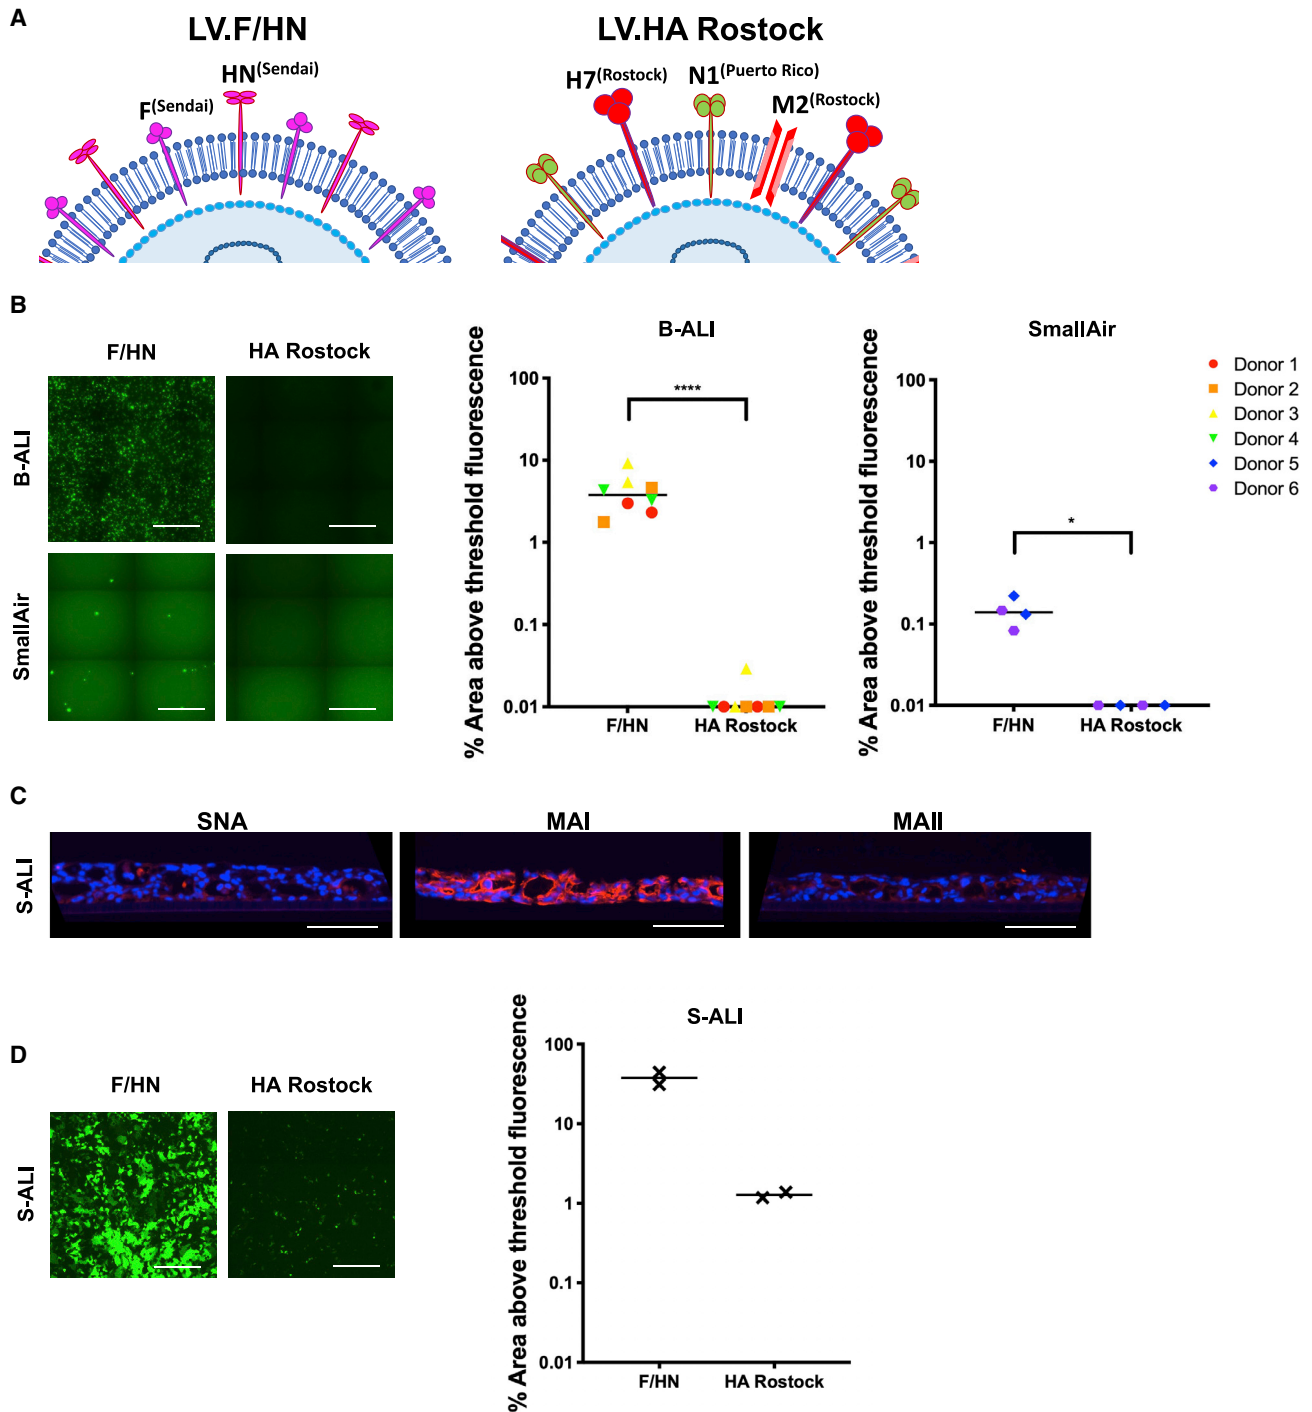 A
LV.F/HN
LV.HA Rostock
HN(Sendai)
F(Sendai)
H7(Rostock)
N1(Puerto Rico)
M2(Rostock)
B
F/HN
HA Rostock
B-ALI
SmallAir
B-ALI
% Area above threshold fluorescence
100
10
1
0.1
0.01
****
F/HN
HA Rostock
SmallAir
% Area above threshold fluorescence
100
10
1
0.1
0.01
*
F/HN
HA Rostock
Donor 1
Donor 2
Donor 3
Donor 4
Donor 5
Donor 6
C
SNA
MAI
MAII
S-ALI
D
F/HN
HA Rostock
S-ALI
S-ALI
% Area above threshold fluorescence
100
10
1
0.1
0.01
F/HN
HA Rostock